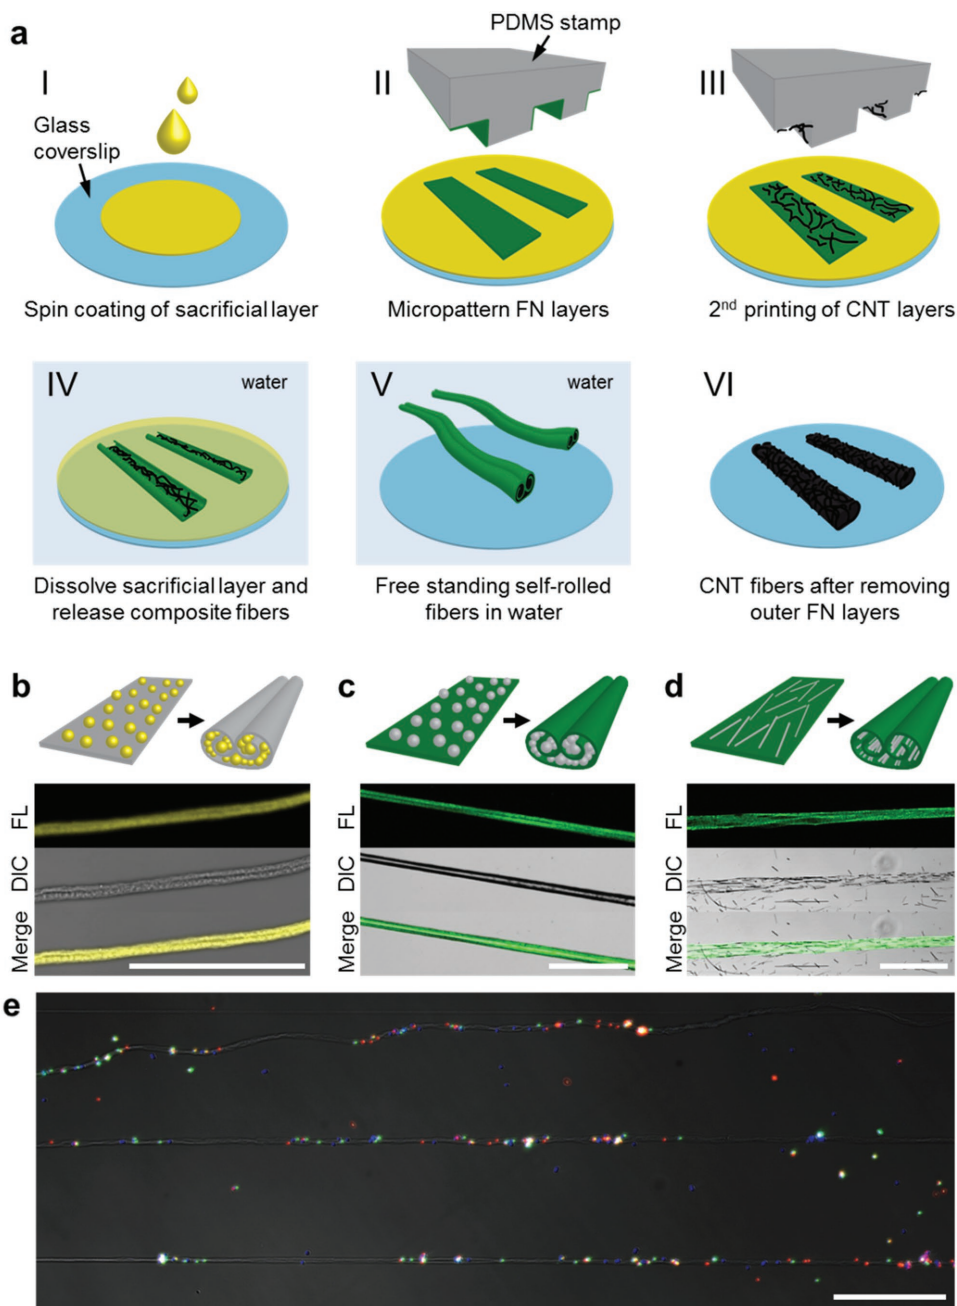 a
PDMS stamp
I
II
III
Glass
coverslip
Spin coating of sacrificial layer
Micropattern FN layers
2nd printing of CNT layers
IV
water
V
water
VI
Dissolve sacrificial layer and
release composite fibers
Free standing self-rolled
fibers in water
CNT fibers after removing
outer FN layers
b
c
d
FL
DIC
Merge
FL
DIC
Merge
FL
DIC
Merge
e